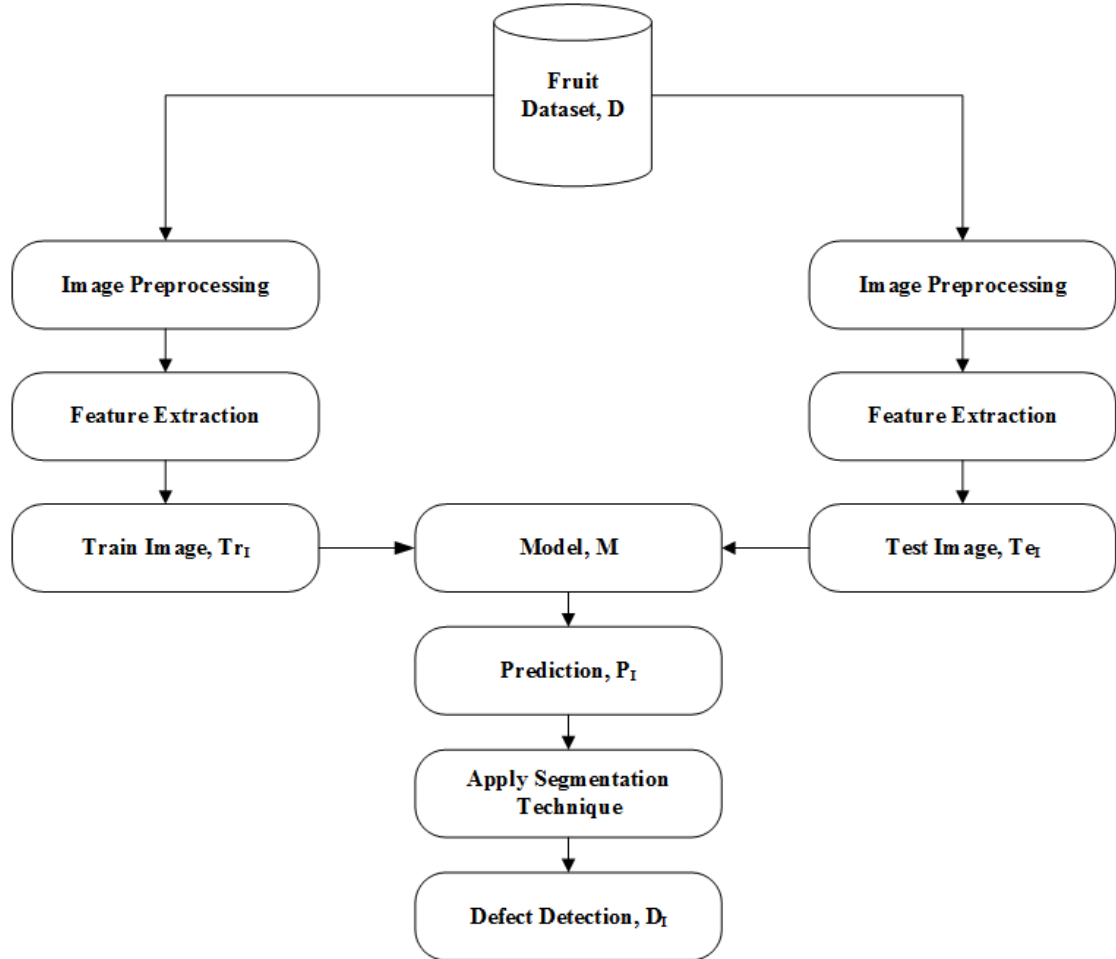 Fruit
Dataset, D
Image Preprocessing
Image Preprocessing
Feature Extraction
Feature Extraction
Train Image, Tr_I
Model, M
Test Image, Te_I
Prediction, P_I
Apply Segmentation
Technique
Defect Detection, D_I